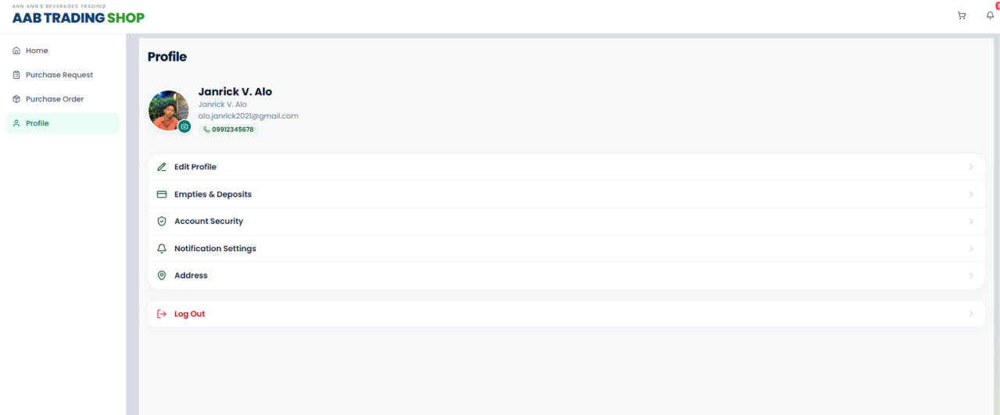 ANN ANN'S BEVERAGES TRADING
AAB TRADING SHOP
Home
Purchase Request
Purchase Order
Profile
Profile
Janrick V. Alo
Janrick V. Alo
alo.janrick2021@gmail.com
09912345678
Edit Profile
Empties & Deposits
Account Security
Notification Settings
Address
Log Out